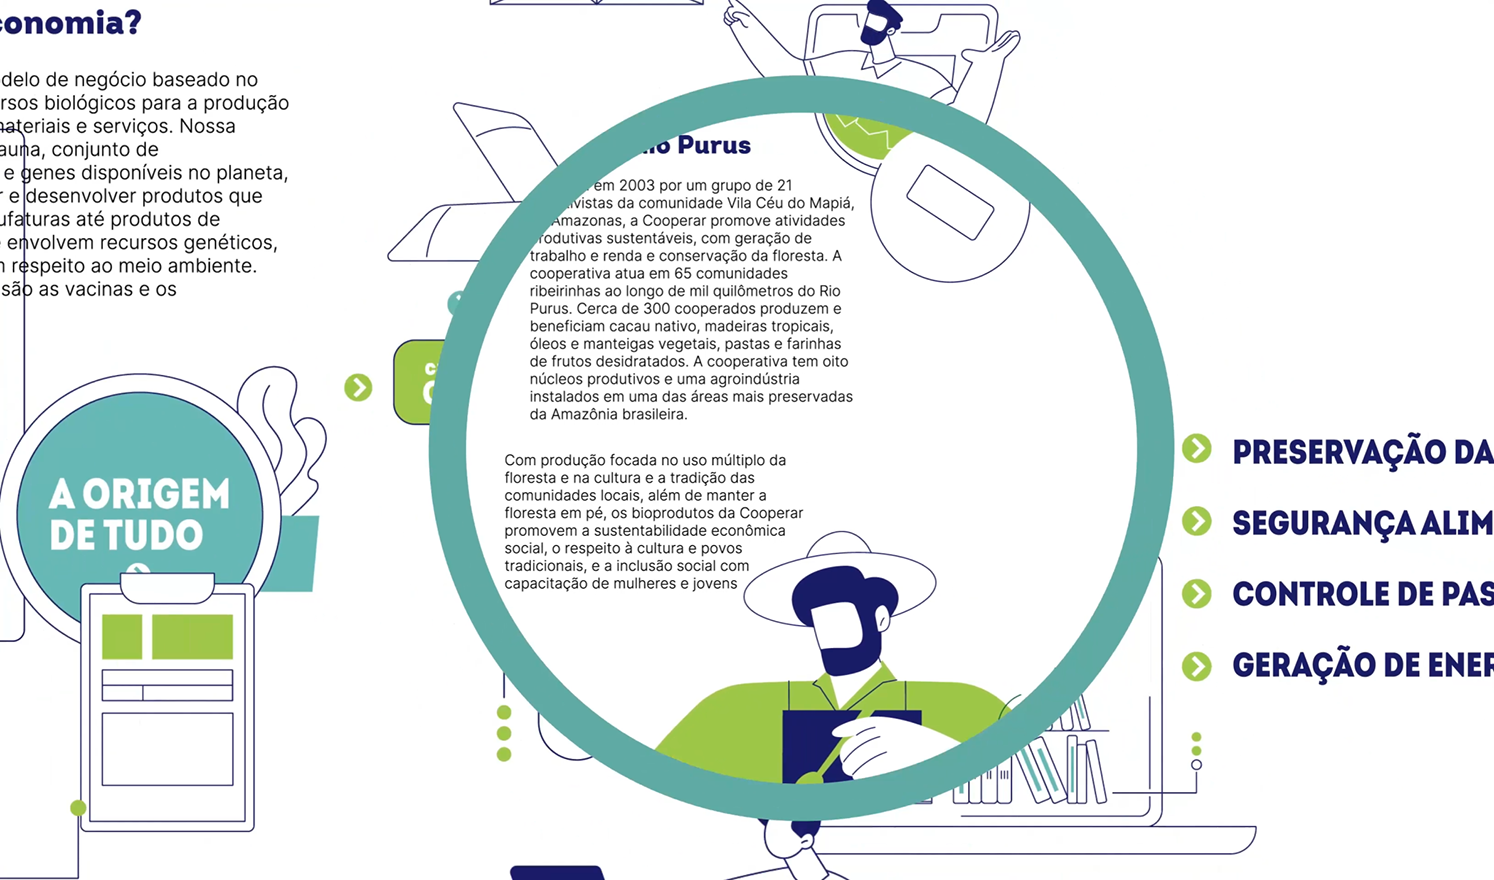 conomia?
delo de negócio baseado no
rsos biológicos para a produção
materiais e serviços. Nossa
auna, conjunto de
e genes disponíveis no planeta,
r e desenvolver produtos que
ufaturas até produtos de
envolvem recursos genéticos,
respeito ao meio ambiente.
são as vacinas e os
A ORIGEM
DE TUDO
Purus
em 2003 por um grupo de 21
ivistas da comunidade Vila Céu do Mapiá,
Amazonas, a Cooperar promove atividades
rodutivas sustentáveis, com geração de
trabalho e renda e conservação da floresta. A
cooperativa atua em 65 comunidades
ribeirinhas ao longo de mil quilômetros do Rio
Purus. Cerca de 300 cooperados produzem e
beneficiam cacau nativo, madeiras tropicais,
óleos e manteigas vegetais, pastas e farinhas
de frutos desidratados. A cooperativa tem oito
núcleos produtivos e uma agroindústria
instalados em uma das áreas mais preservadas
da Amazônia brasileira.
Com produção focada no uso múltiplo da
floresta e na cultura e a tradição das
comunidades locais, além de manter a
floresta em pé, os bioprodutos da Cooperar
promovem a sustentabilidade econômica
social, o respeito à cultura e povos
tradicionais, e a inclusão social com
capacitação de mulheres e jovens
PRESERVAÇÃO DA
SEGURANÇA ALIM
CONTROLE DE PAS
GERAÇÃO DE ENER